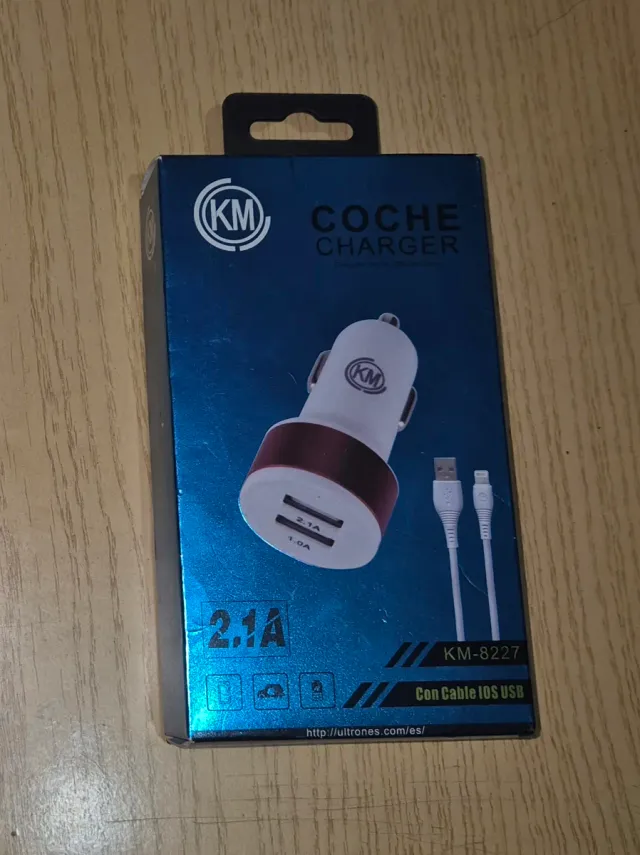 KM
COCHE
CHARGER
KM
2.1A
1.0A
2.1A
KM-8227
Con Cable IOS USB
http://ultrones.com/es/